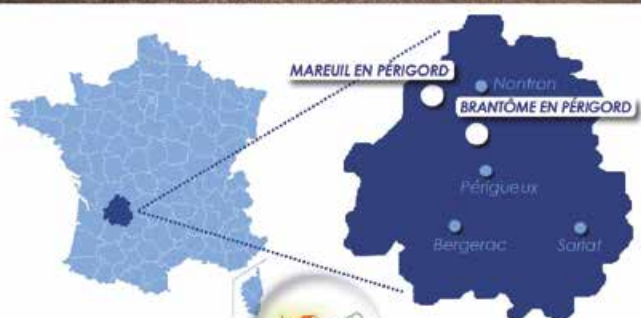 MAREUIL EN PÉRIGORD
Nontron
BRANTÔME EN PÉRIGORD
Périgueux
Bergerac
Sarlat